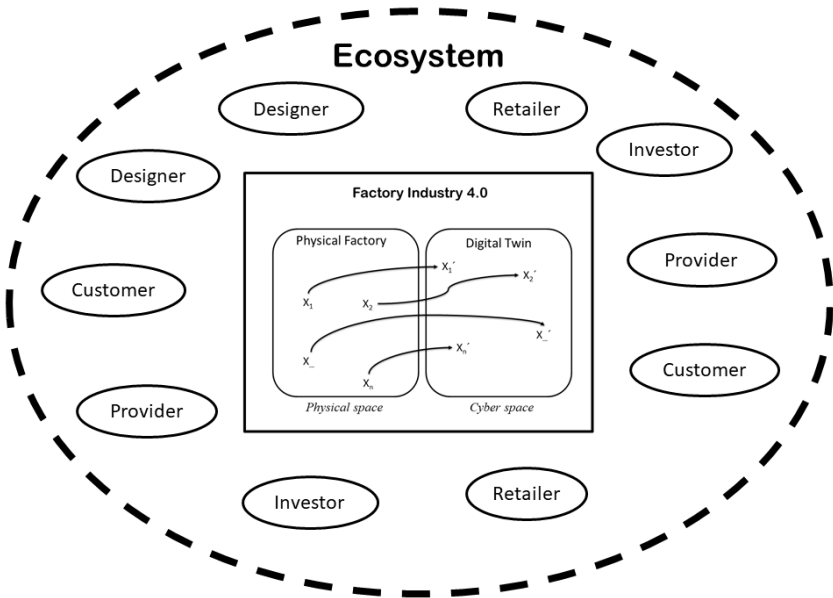 Ecosystem
Designer
Retailer
Investor
Designer
Factory Industry 4.0
Physical Factory
Digital Twin
Provider
X₁´
X₂´
Customer
X₁
X₂
X_´
Xn´
X_
Customer
Xn
Provider
Physical space
Cyber space
Investor
Retailer